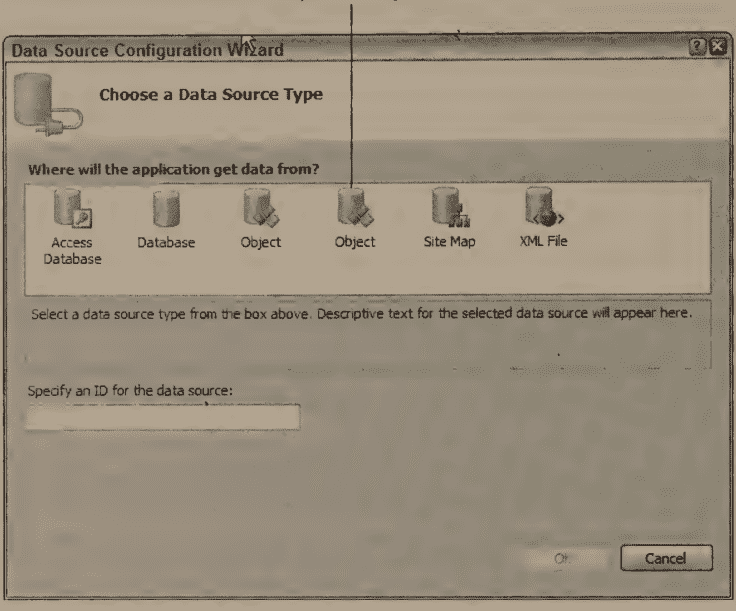 Data Source Configuration Wizard
Choose a Data Source Type
Where will the application get data from?
Access Database
Database
Object
Object
Site Map
XML File
Select a data source type from the box above. Descriptive text for the selected data source will appear here.
Specify an ID for the data source:
OK
Cancel